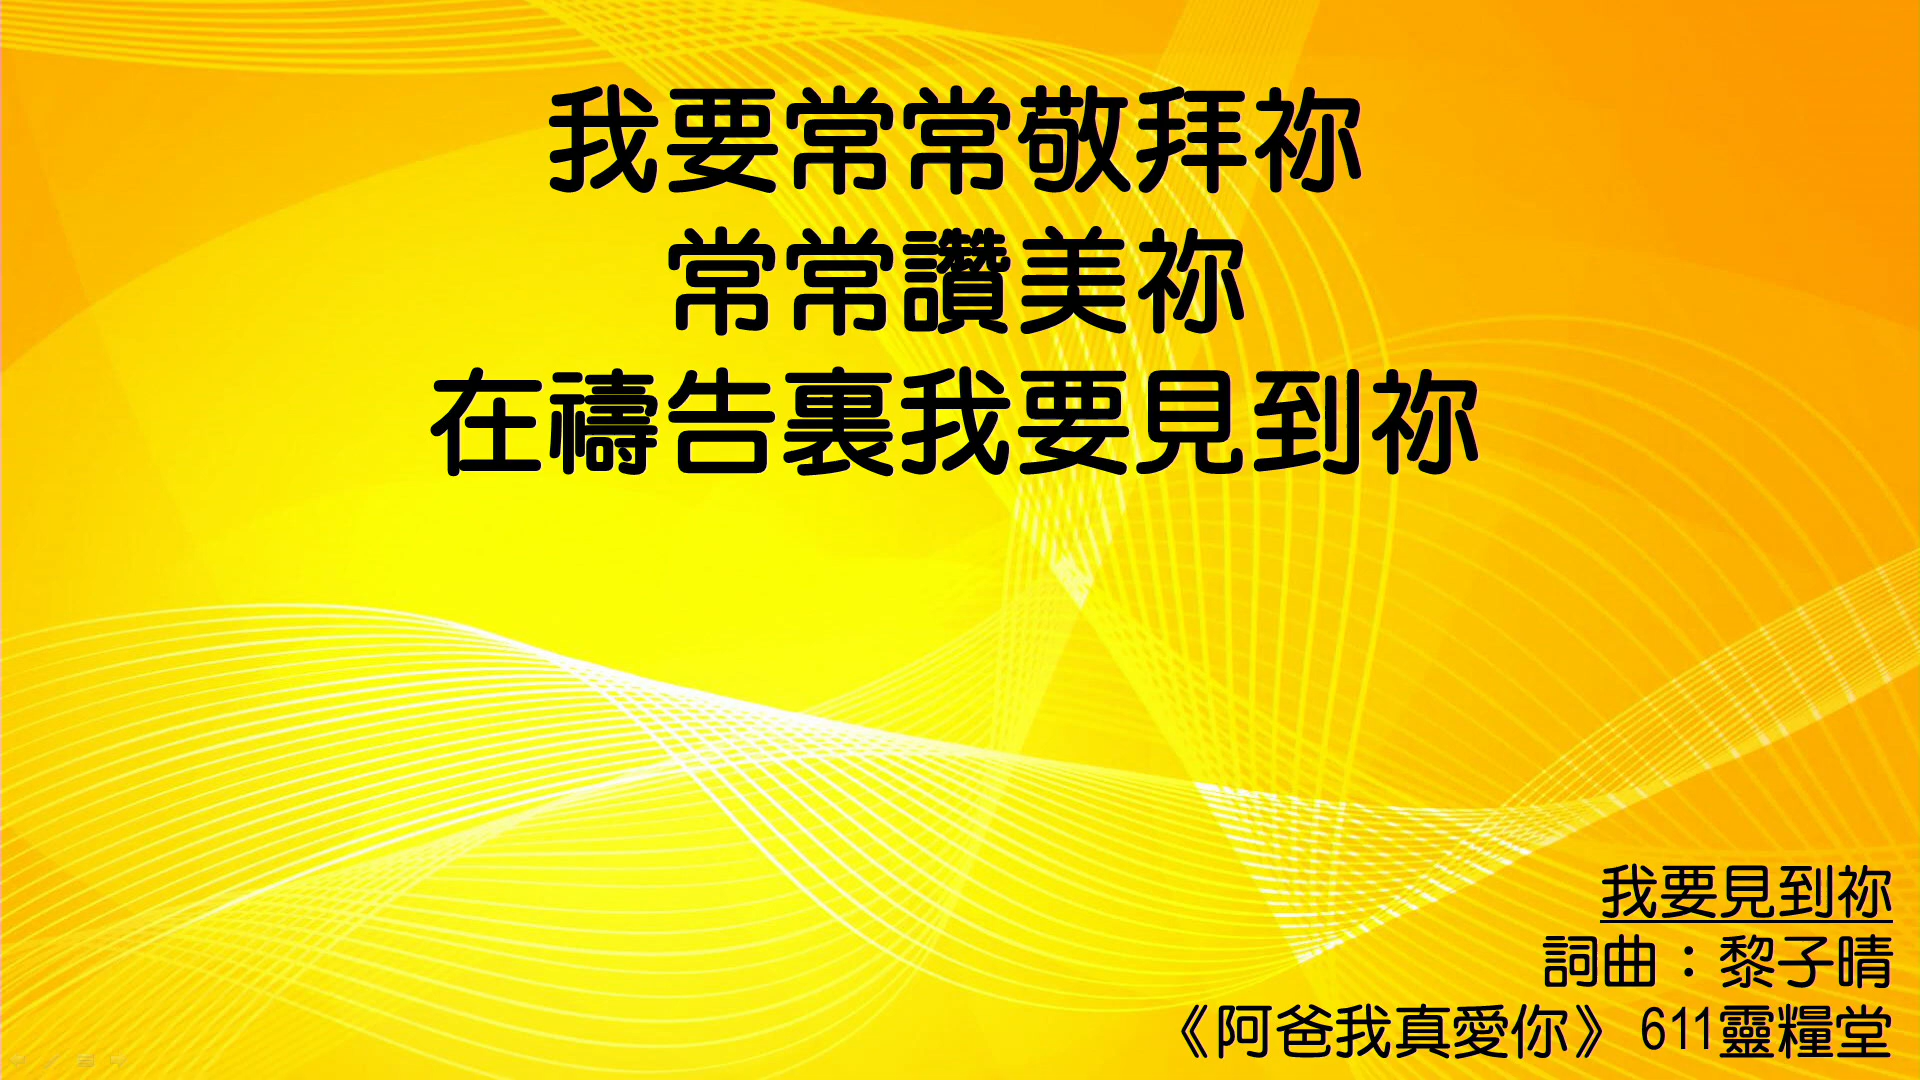 我要常常敬拜祢
常常讚美祢
在禱告裏我要見到祢
我要見到祢
詞曲：黎子晴
《阿爸我真愛你》 611靈糧堂